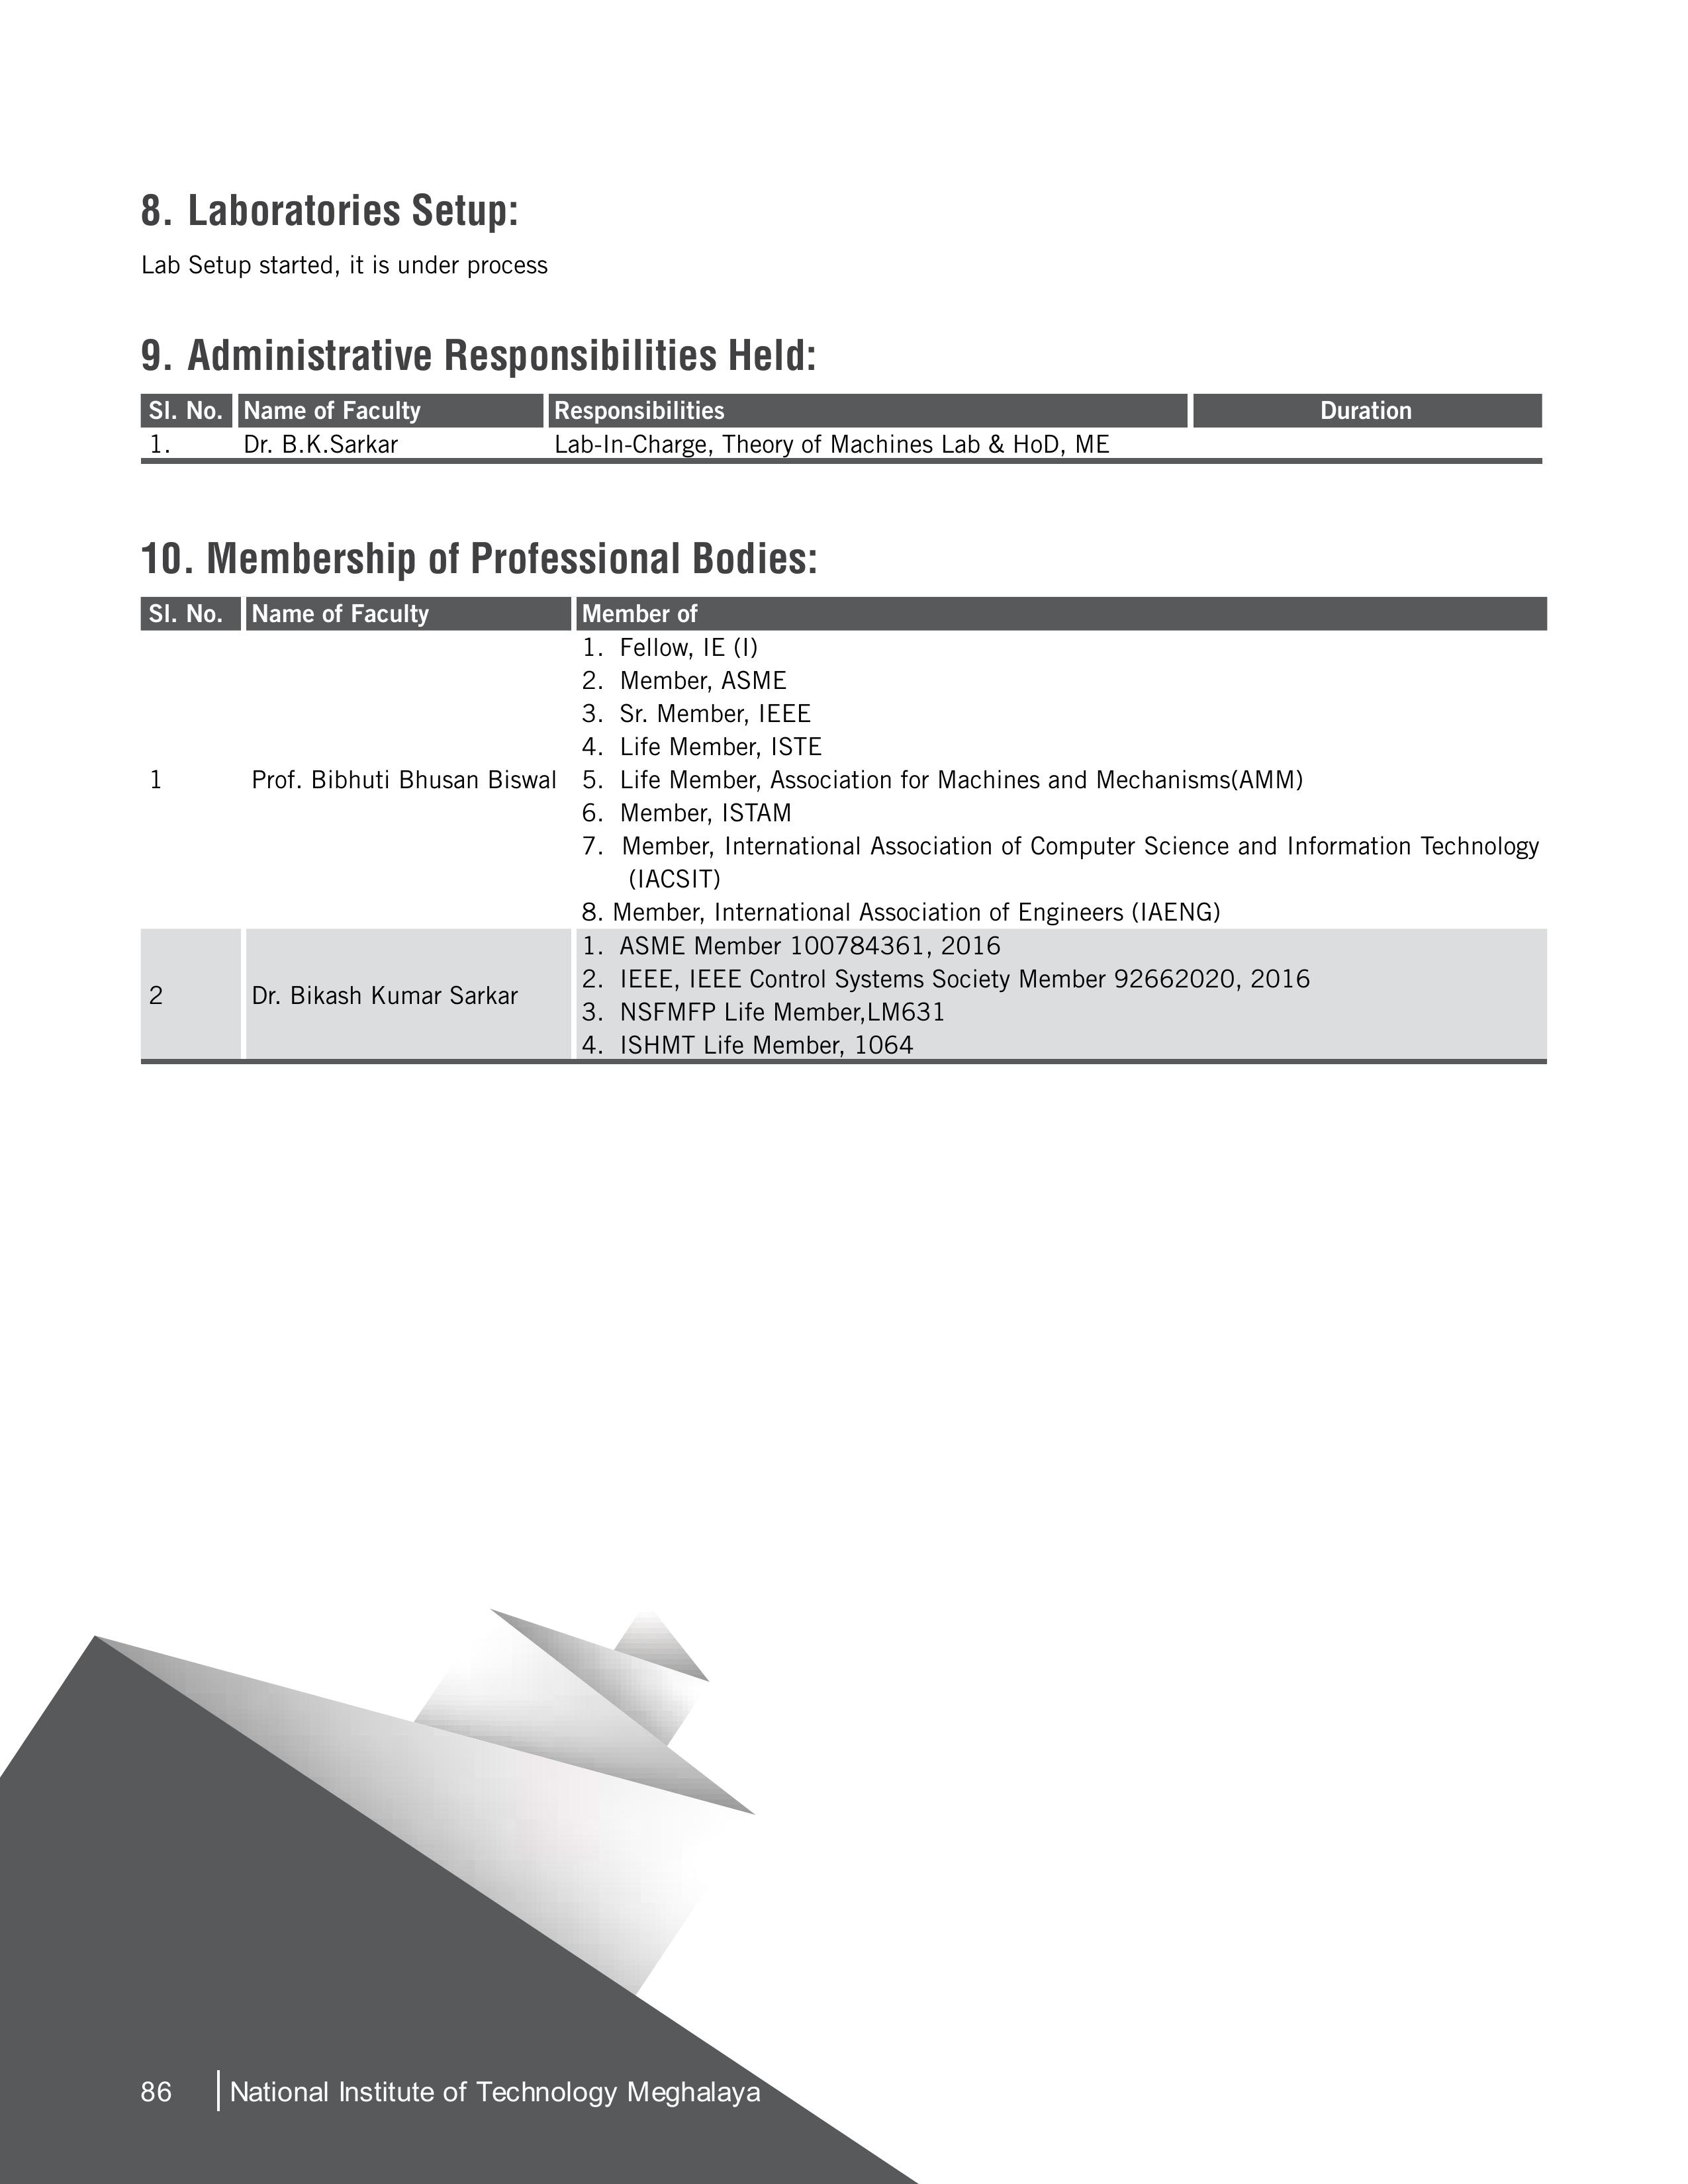 8. Laboratories Setup:
Lab Setup started, it is under process
9. Administrative Responsibilities Held:
Sl. No. Name of Faculty Responsibilities Duration
1. Dr. B.K.Sarkar Lab-In-Charge, Theory of Machines Lab & HoD, ME
10. Membership of Professional Bodies:
Sl. No. Name of Faculty Member of
1. Fellow, IE (I)
2. Member, ASME
3. Sr. Member, IEEE
4. Life Member, ISTE
1 Prof. Bibhuti Bhusan Biswal 5. Life Member, Association for Machines and Mechanisms(AMM)
6. Member, ISTAM
7. Member, International Association of Computer Science and Information Technology
(IACSIT)
8. Member, International Association of Engineers (IAENG)
2 Dr. Bikash Kumar Sarkar
1. ASME Member 100784361, 2016
2. IEEE, IEEE Control Systems Society Member 92662020, 2016
3. NSFMFP Life Member,LM631
4. ISHMT Life Member, 1064
86 National Institute of Technology Meghalaya